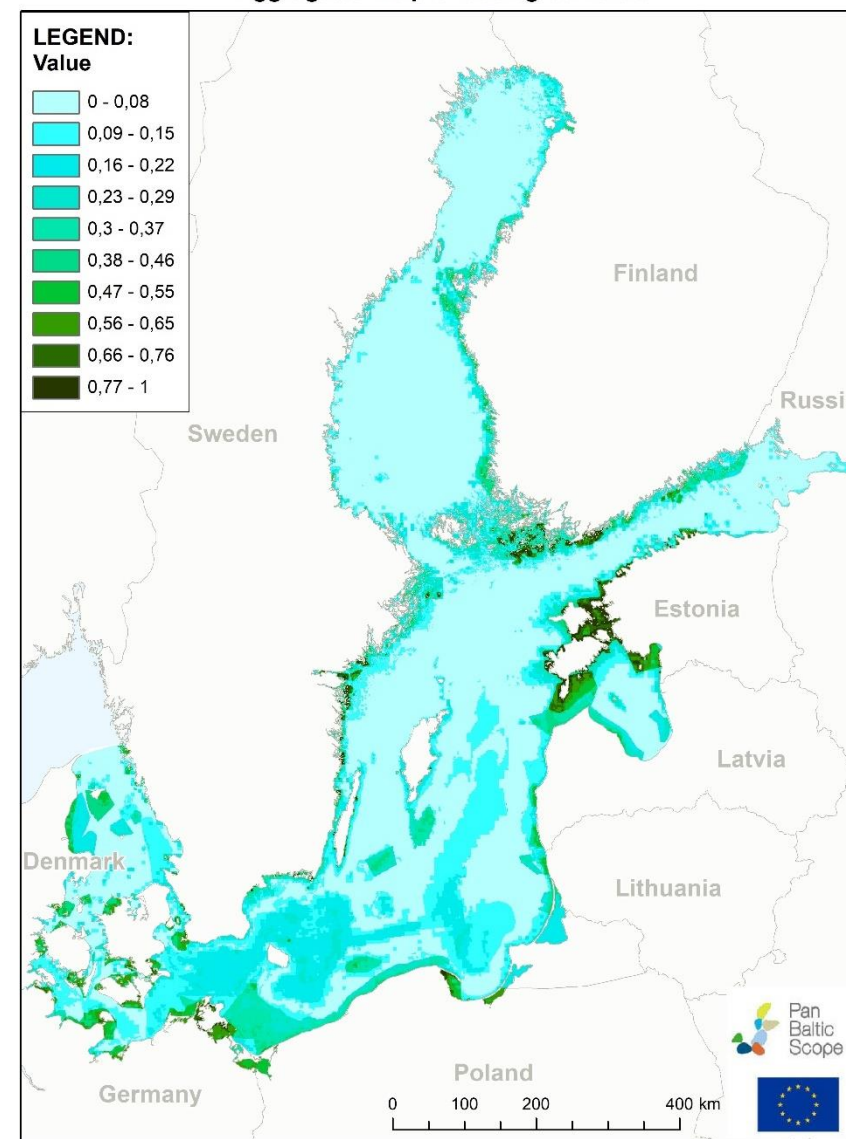 LEGEND:
Value
0 - 0,08
0,09 - 0,15
0,16 - 0,22
0,23 - 0,29
0,3 - 0,37
0,38 - 0,46
0,47 - 0,55
0,56 - 0,65
0,66 - 0,76
0,77 - 1
Finland
Russi
Sweden
Estonia
Latvia
Denmark
Lithuania
Pan
Baltic
Scope
Poland
Germany
0 100 200 400 km